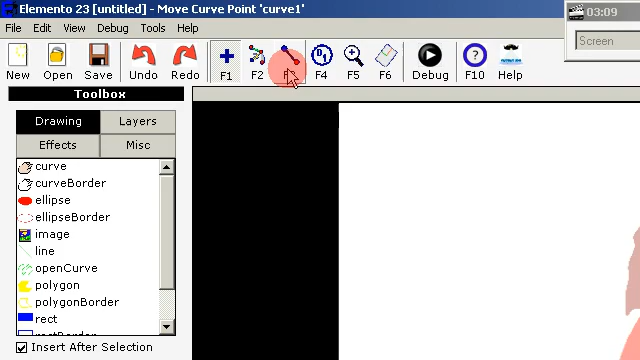 Elemento 23 [untitled] - Move Curve Point 'curve1'
03:09
File Edit View Debug Tools Help
Screen
New Open Save Undo Redo F1 F2 F4 F5 F6 Debug F10 Help
Toolbox
Drawing Layers
Effects Misc
curve
curveBorder
ellipse
ellipseBorder
image
line
openCurve
polygon
polygonBorder
rect
rectBorder
Insert After Selection